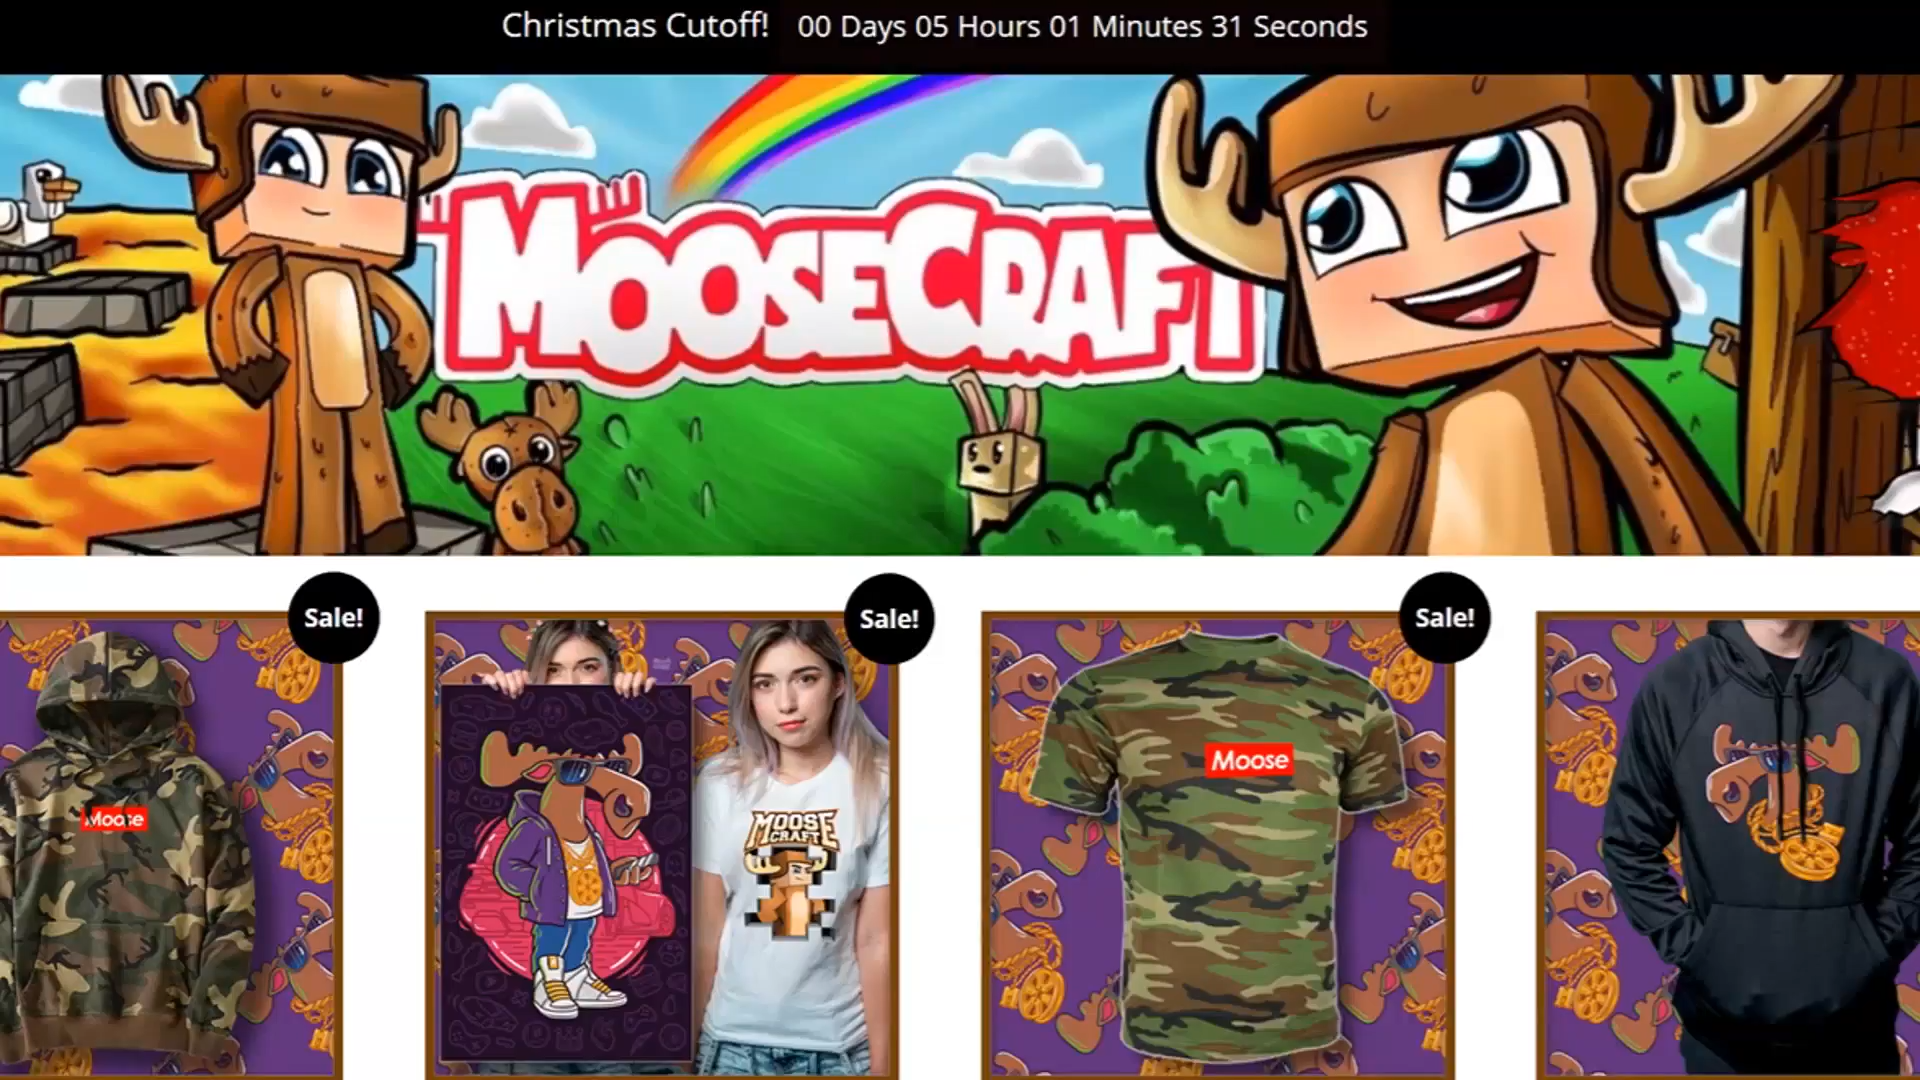 Christmas Cutoff! 00 Days 05 Hours 01 Minutes 31 Seconds
MOOSECRAFT
Sale!
Sale!
Sale!
Moose
MOOSE
CRAFT
Moose